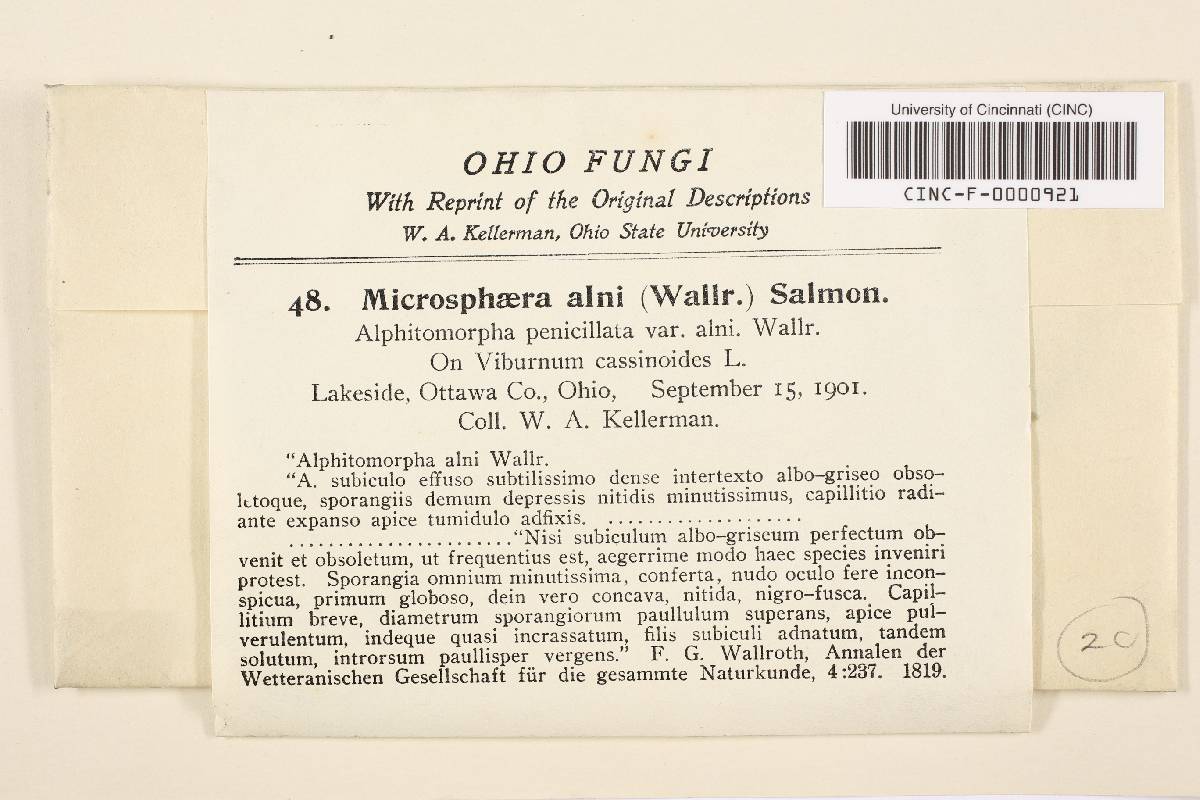 University of Cincinnati (CINC)
CINC-F-0000921
OHIO FUNGI
With Reprint of the Original Descriptions
W. A. Kellerman, Ohio State University
48. Microsphæra alni (Wallr.) Salmon.
Alphitomorpha penicillata var. alni. Wallr.
On Viburnum cassinoides L.
Lakeside, Ottawa Co., Ohio, September 15, 1901.
Coll. W. A. Kellerman.
"Alphitomorpha alni Wallr.
"A. subiculo effuso subtilissimo dense intertexto albo-griseo obso-
letoque, sporangiis demum depressis nitidis minutissimus, capillitio radi-
ante expanso apice tumidulo adfixis. ....................
......................."Nisi subiculum albo-griseum perfectum ob-
venit et obsoletum, ut frequentius est, aegerrime modo haec species inveniri
protest. Sporangia omnium minutissima, conferta, nudo oculo fere incon-
spicua, primum globoso, dein vero concava, nitida, nigro-fusca. Capil-
litium breve, diametrum sporangiorum paullulum superans, apice pul-
verulentum, indeque quasi incrassatum, filis subiculi adnatum, tandem
solutum, introrsum paullisper vergens." F. G. Wallroth, Annalen der
Wetteranischen Gesellschaft für die gesammte Naturkunde, 4:237. 1819.
20